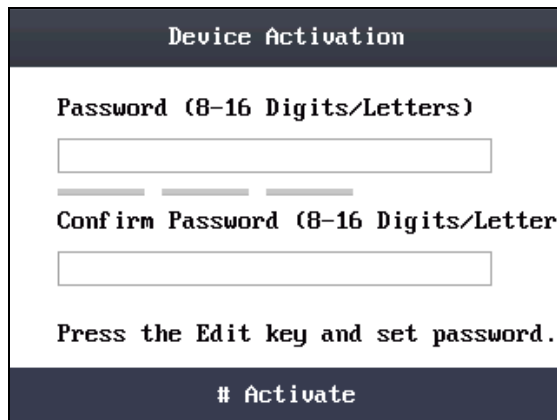 Device Activation
Password (8-16 Digits/Letters)
Confirm Password (8-16 Digits/Letter
Press the Edit key and set password.
# Activate